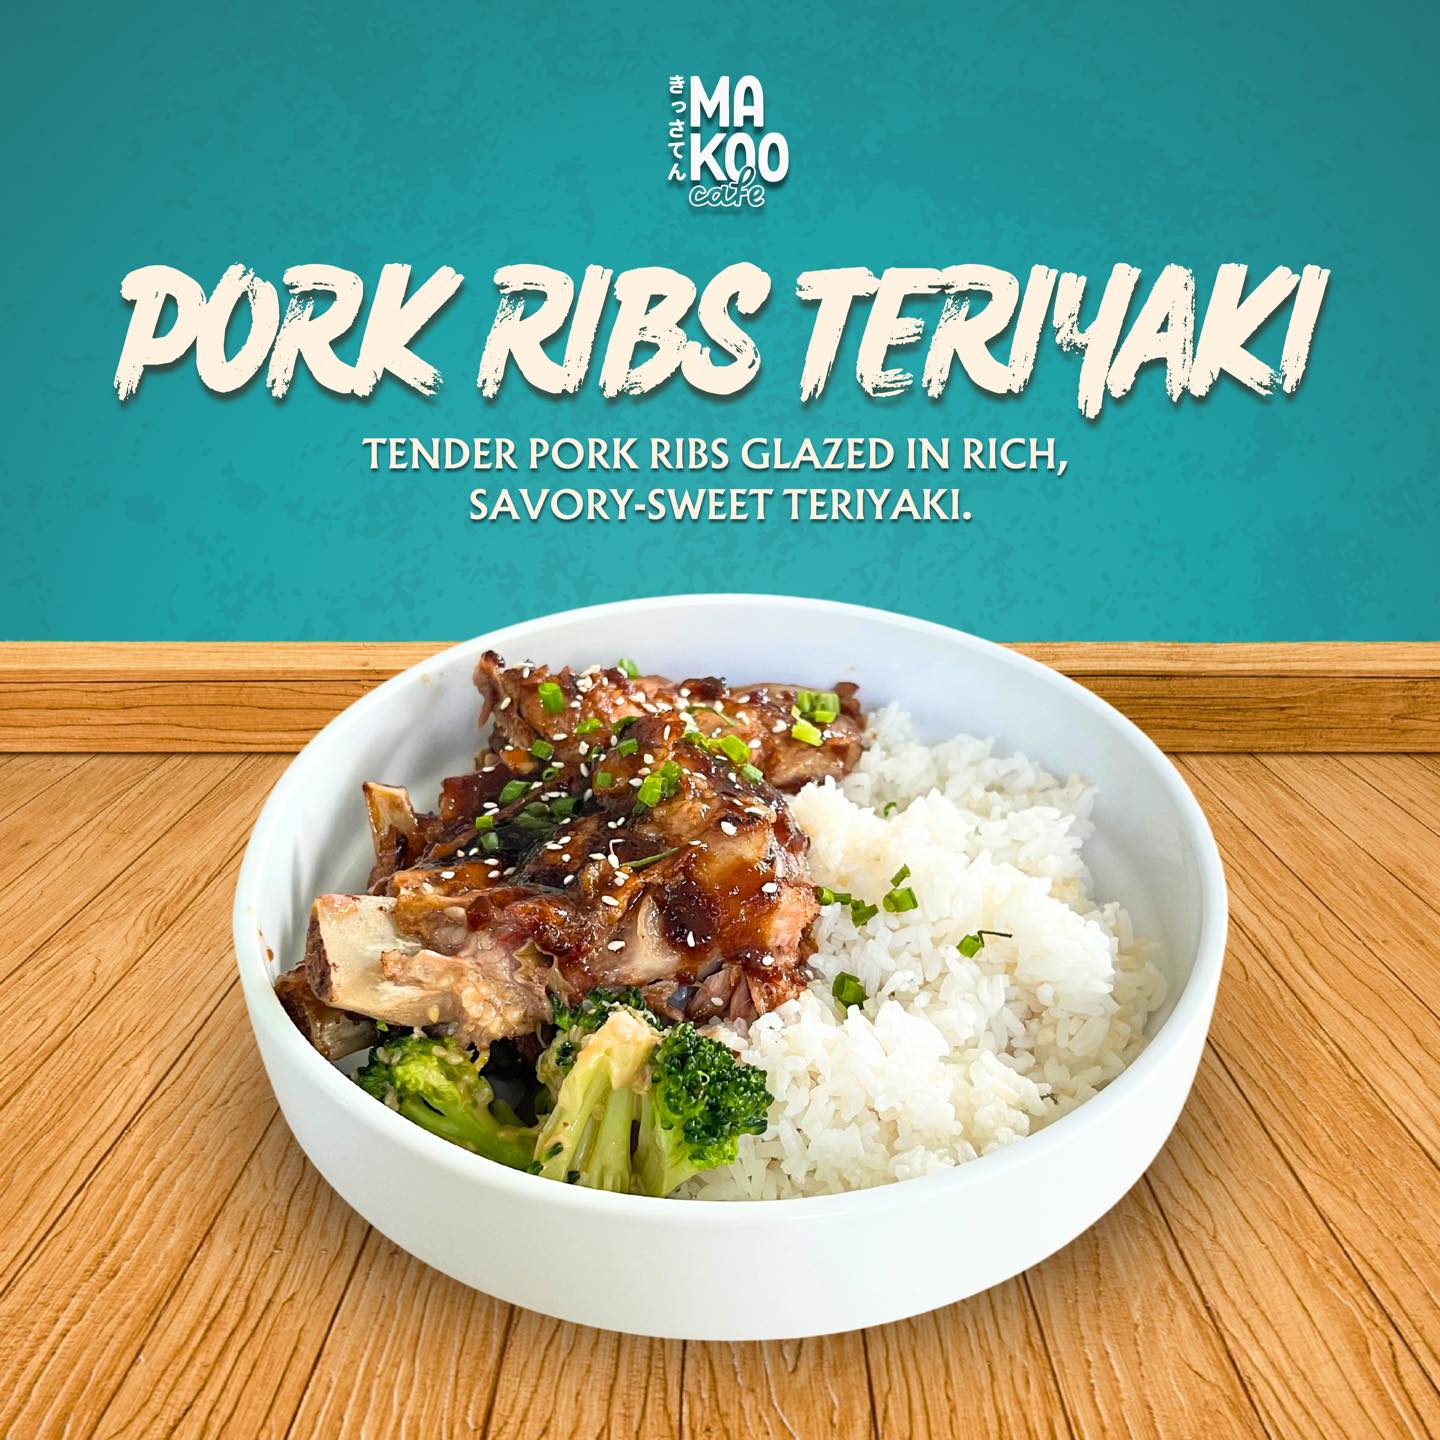 きっさてん
MA
KOO
cafe
PORK RIBS TERIYAKI
TENDER PORK RIBS GLAZED IN RICH,
SAVORY-SWEET TERIYAKI.